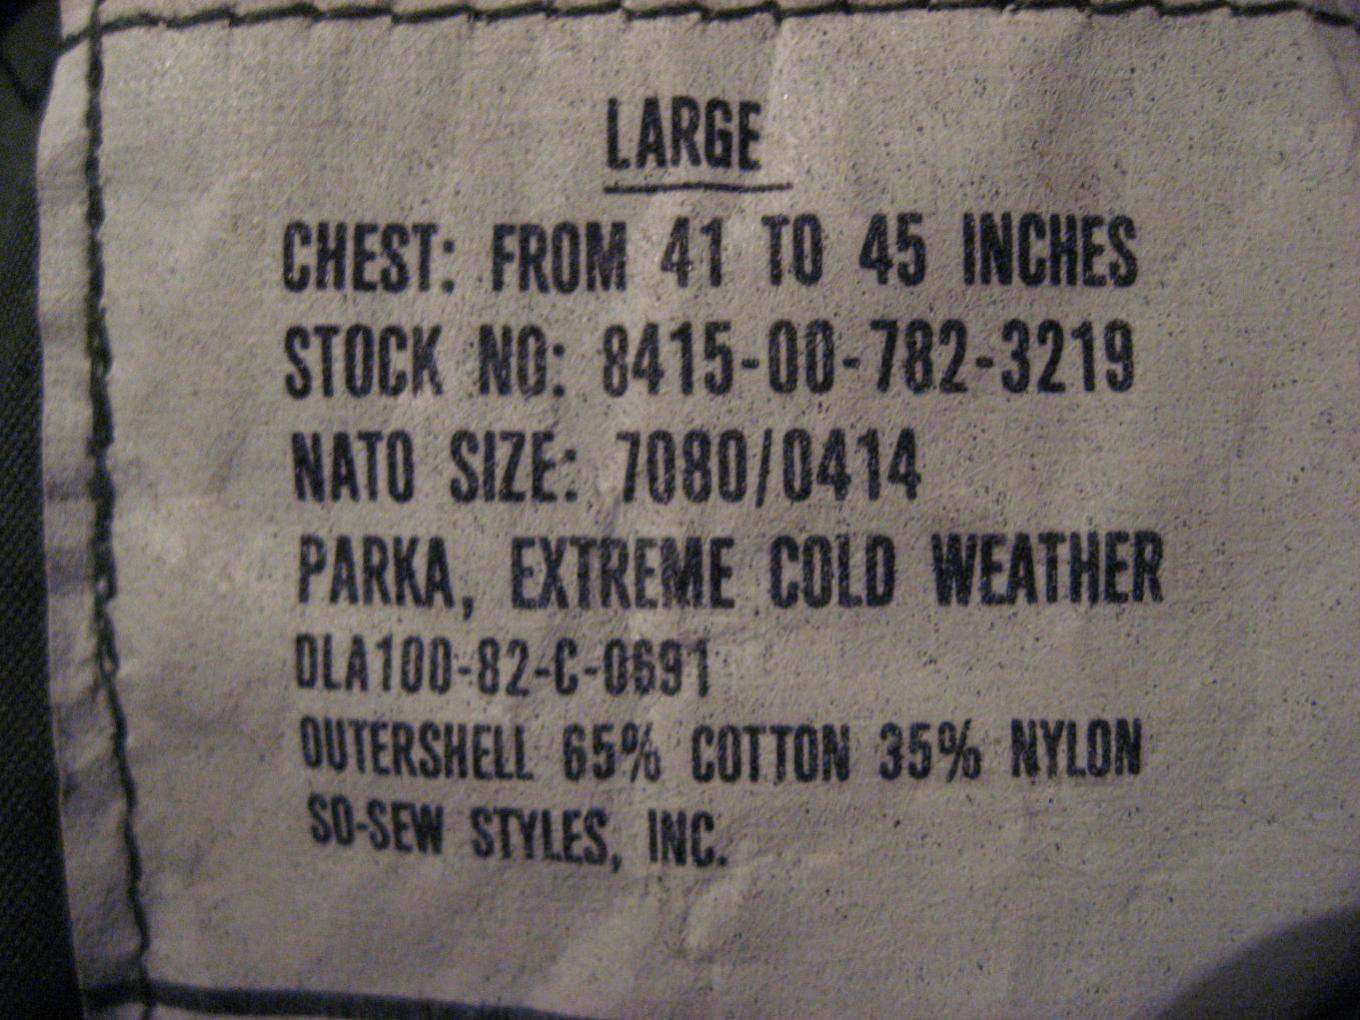 LARGE
CHEST: FROM 41 TO 45 INCHES
STOCK NO: 8415-00-782-3219
NATO SIZE: 7080/0414
PARKA, EXTREME COLD WEATHER
DLA100-82-C-0691
OUTERSHELL 65% COTTON 35% NYLON
SO-SEW STYLES, INC.